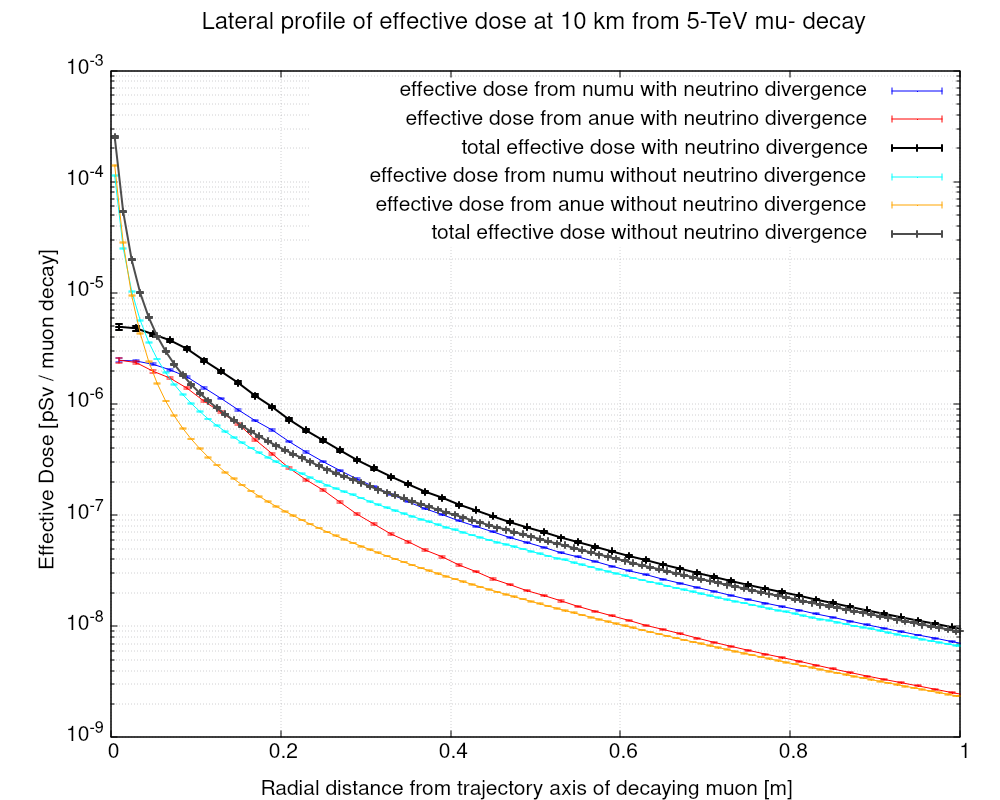 Lateral profile of effective dose at 10 km from 5-TeV mu- decay
10-3
10-4
10-5
10-6
10-7
10-8
10-9
Effective Dose [pSv / muon decay]
effective dose from numu with neutrino divergence
effective dose from anue with neutrino divergence
total effective dose with neutrino divergence
effective dose from numu without neutrino divergence
effective dose from anue without neutrino divergence
total effective dose without neutrino divergence
0 0.2 0.4 0.6 0.8 1
Radial distance from trajectory axis of decaying muon [m]